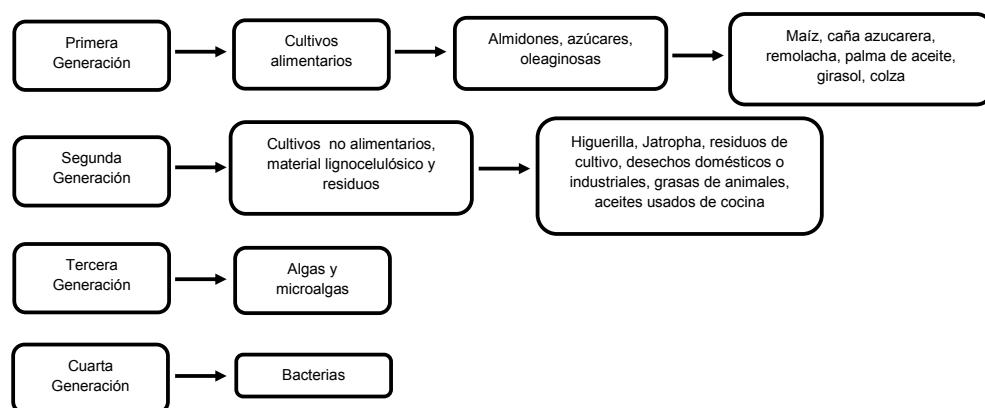 Primera
Generación
Cultivos
alimentarios
Almidones, azúcares,
oleaginosas
Maíz, caña azucarera,
remolacha, palma de aceite,
girasol, colza
Segunda
Generación
Cultivos no alimentarios,
material lignocelulósico y
residuos
Higuerilla, Jatropha, residuos de
cultivo, desechos domésticos o
industriales, grasas de animales,
aceites usados de cocina
Tercera
Generación
Algas y
microalgas
Cuarta
Generación
Bacterias